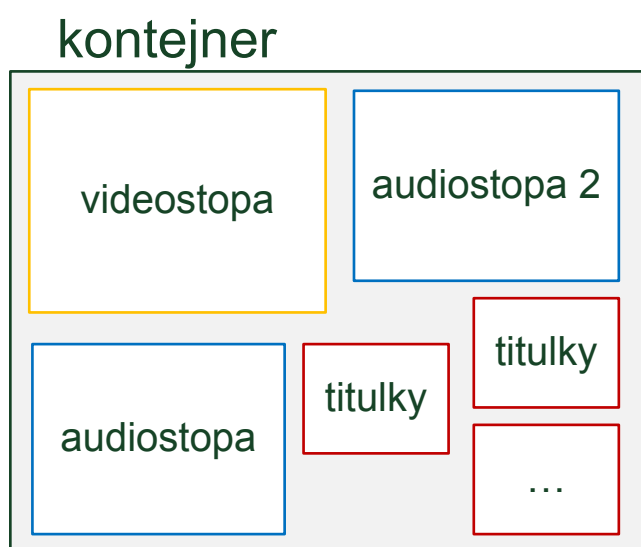 kontejner
videostopa
audiostopa 2
titulky
titulky
audiostopa
…